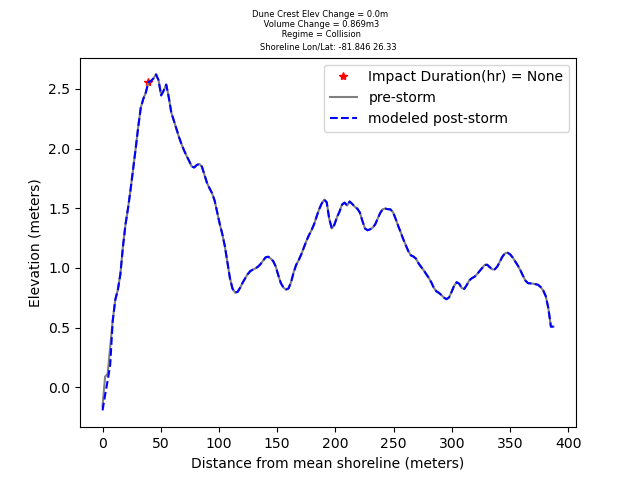 Dune Crest Elev Change = 0.0m
Volume Change = 0.869m3
Regime = Collision
Shoreline Lon/Lat: -81.846 26.33
Impact Duration(hr) = None
pre-storm
modeled post-storm
Elevation (meters)
2.5
2.0
1.5
1.0
0.5
0.0
0 50 100 150 200 250 300 350 400
Distance from mean shoreline (meters)